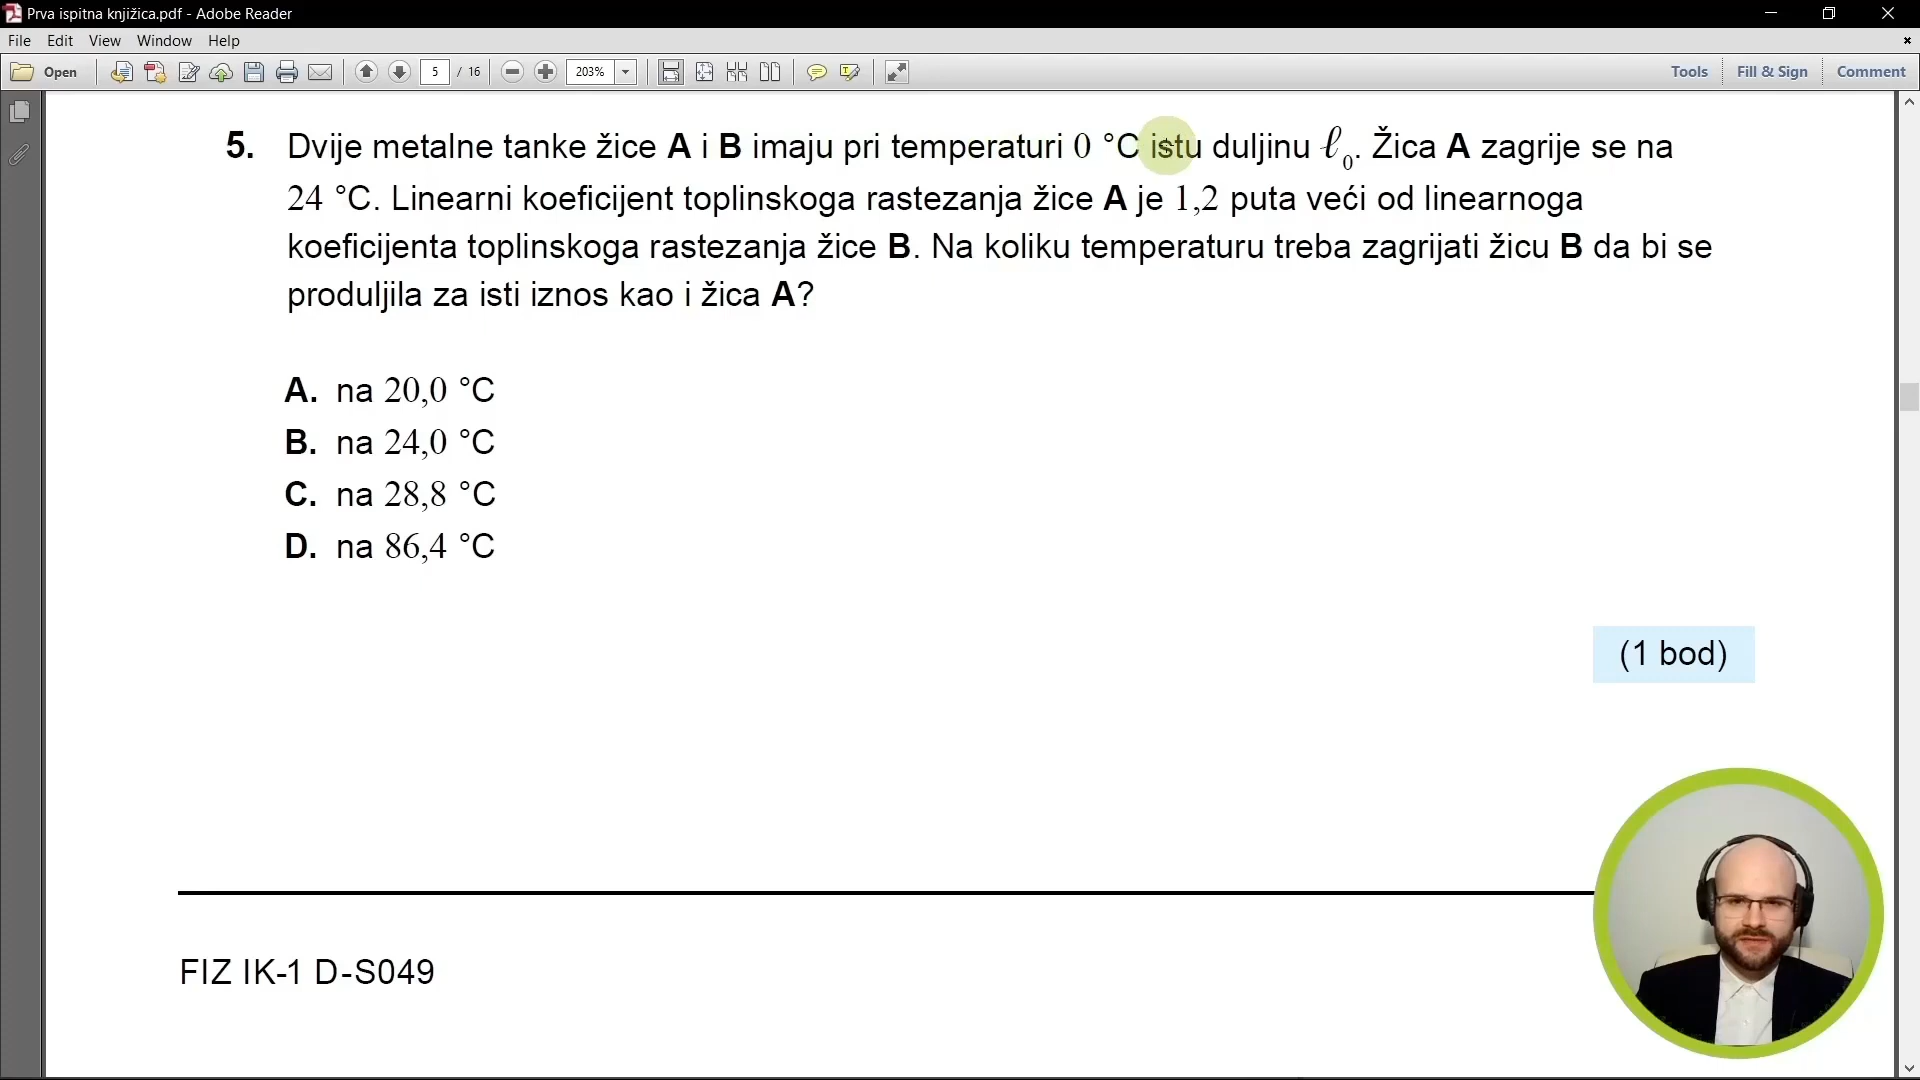 Prva ispitna knjižica.pdf - Adobe Reader
File Edit View Window Help
Open 5 / 16 203% Tools Fill & Sign Comment
5. Dvije metalne tanke žice A i B imaju pri temperaturi 0 °C istu duljinu ℓ₀. Žica A zagrije se na
24 °C. Linearni koeficijent toplinskoga rastezanja žice A je 1,2 puta veći od linearnoga
koeficijenta toplinskoga rastezanja žice B. Na koliku temperaturu treba zagrijati žicu B da bi se
produljila za isti iznos kao i žica A?
A. na 20,0 °C
B. na 24,0 °C
C. na 28,8 °C
D. na 86,4 °C
(1 bod)
FIZ IK-1 D-S049